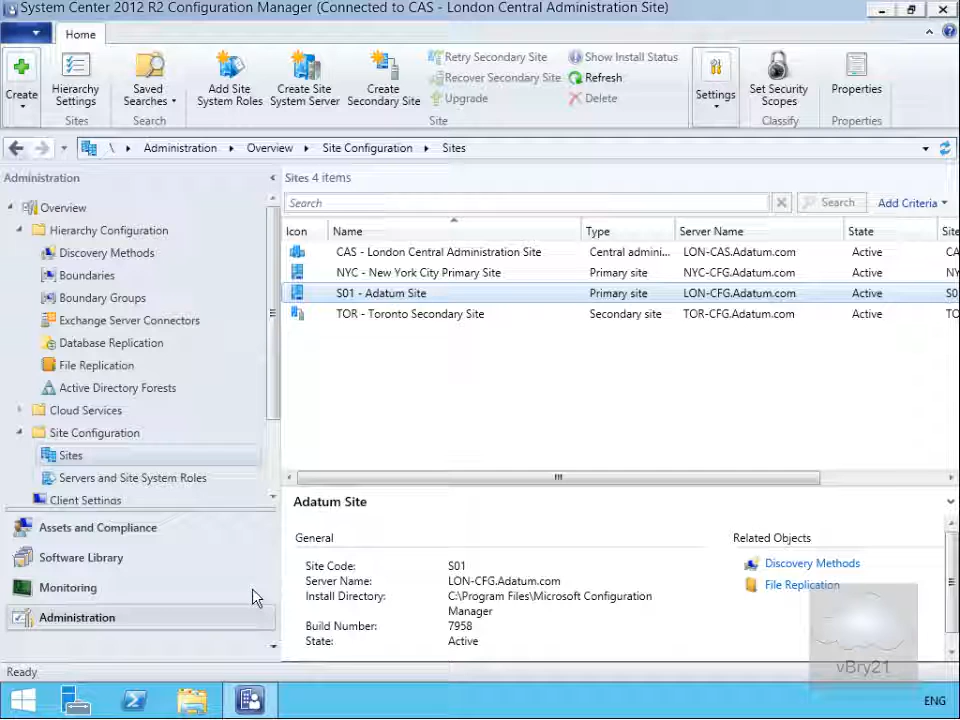 System Center 2012 R2 Configuration Manager (Connected to CAS - London Central Administration Site)
Home
Create
Hierarchy Settings
Sites
Saved Searches
Search
Add Site System Roles
Create Site System Server
Create Secondary Site
Retry Secondary Site
Recover Secondary Site
Upgrade
Show Install Status
Refresh
Delete
Site
Settings
Set Security Scopes
Classify
Properties
Properties
\ Administration Overview Site Configuration Sites
Administration
Overview
Hierarchy Configuration
Discovery Methods
Boundaries
Boundary Groups
Exchange Server Connectors
Database Replication
File Replication
Active Directory Forests
Cloud Services
Site Configuration
Sites
Servers and Site System Roles
Client Settings
Assets and Compliance
Software Library
Monitoring
Administration
Sites 4 items
Search
Search
Add Criteria
Icon Name Type Server Name State Site
CAS - London Central Administration Site Central admini... LON-CAS.Adatum.com Active CA
NYC - New York City Primary Site Primary site NYC-CFG.Adatum.com Active NY
S01 - Adatum Site Primary site LON-CFG.Adatum.com Active S0
TOR - Toronto Secondary Site Secondary site TOR-CFG.Adatum.com Active TO
Adatum Site
General
Site Code: S01
Server Name: LON-CFG.Adatum.com
Install Directory: C:\Program Files\Microsoft Configuration
Manager
Build Number: 7958
State: Active
Related Objects
Discovery Methods
File Replication
vBry21
Ready
ENG